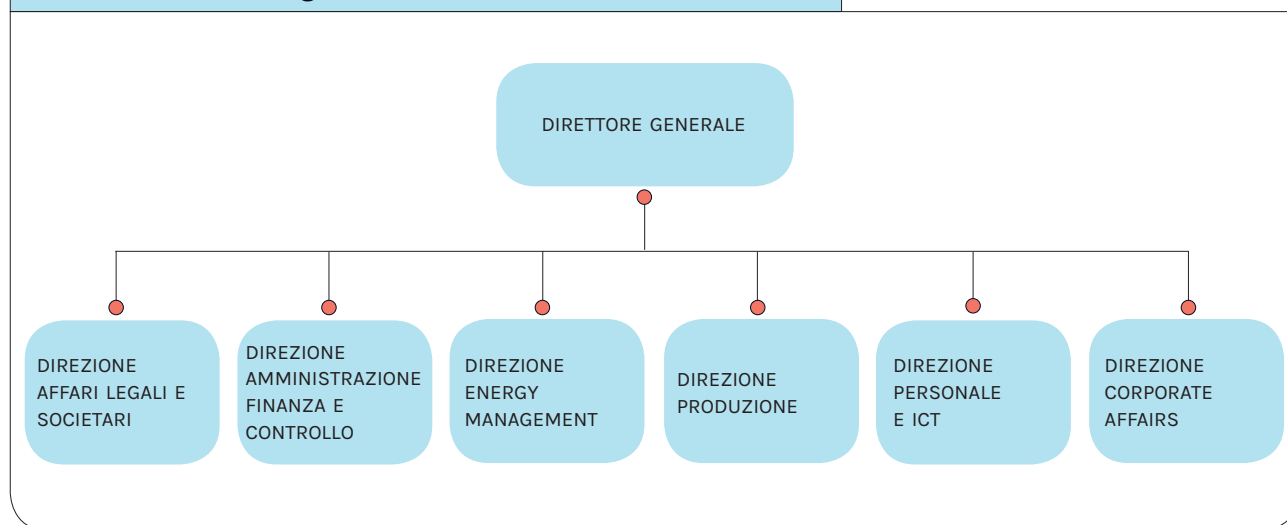 DIRETTORE GENERALE
DIREZIONE
AFFARI LEGALI E
SOCIETARI
DIREZIONE
AMMINISTRAZIONE
FINANZA E
CONTROLLO
DIREZIONE
ENERGY
MANAGEMENT
DIREZIONE
PRODUZIONE
DIREZIONE
PERSONALE
E ICT
DIREZIONE
CORPORATE
AFFAIRS